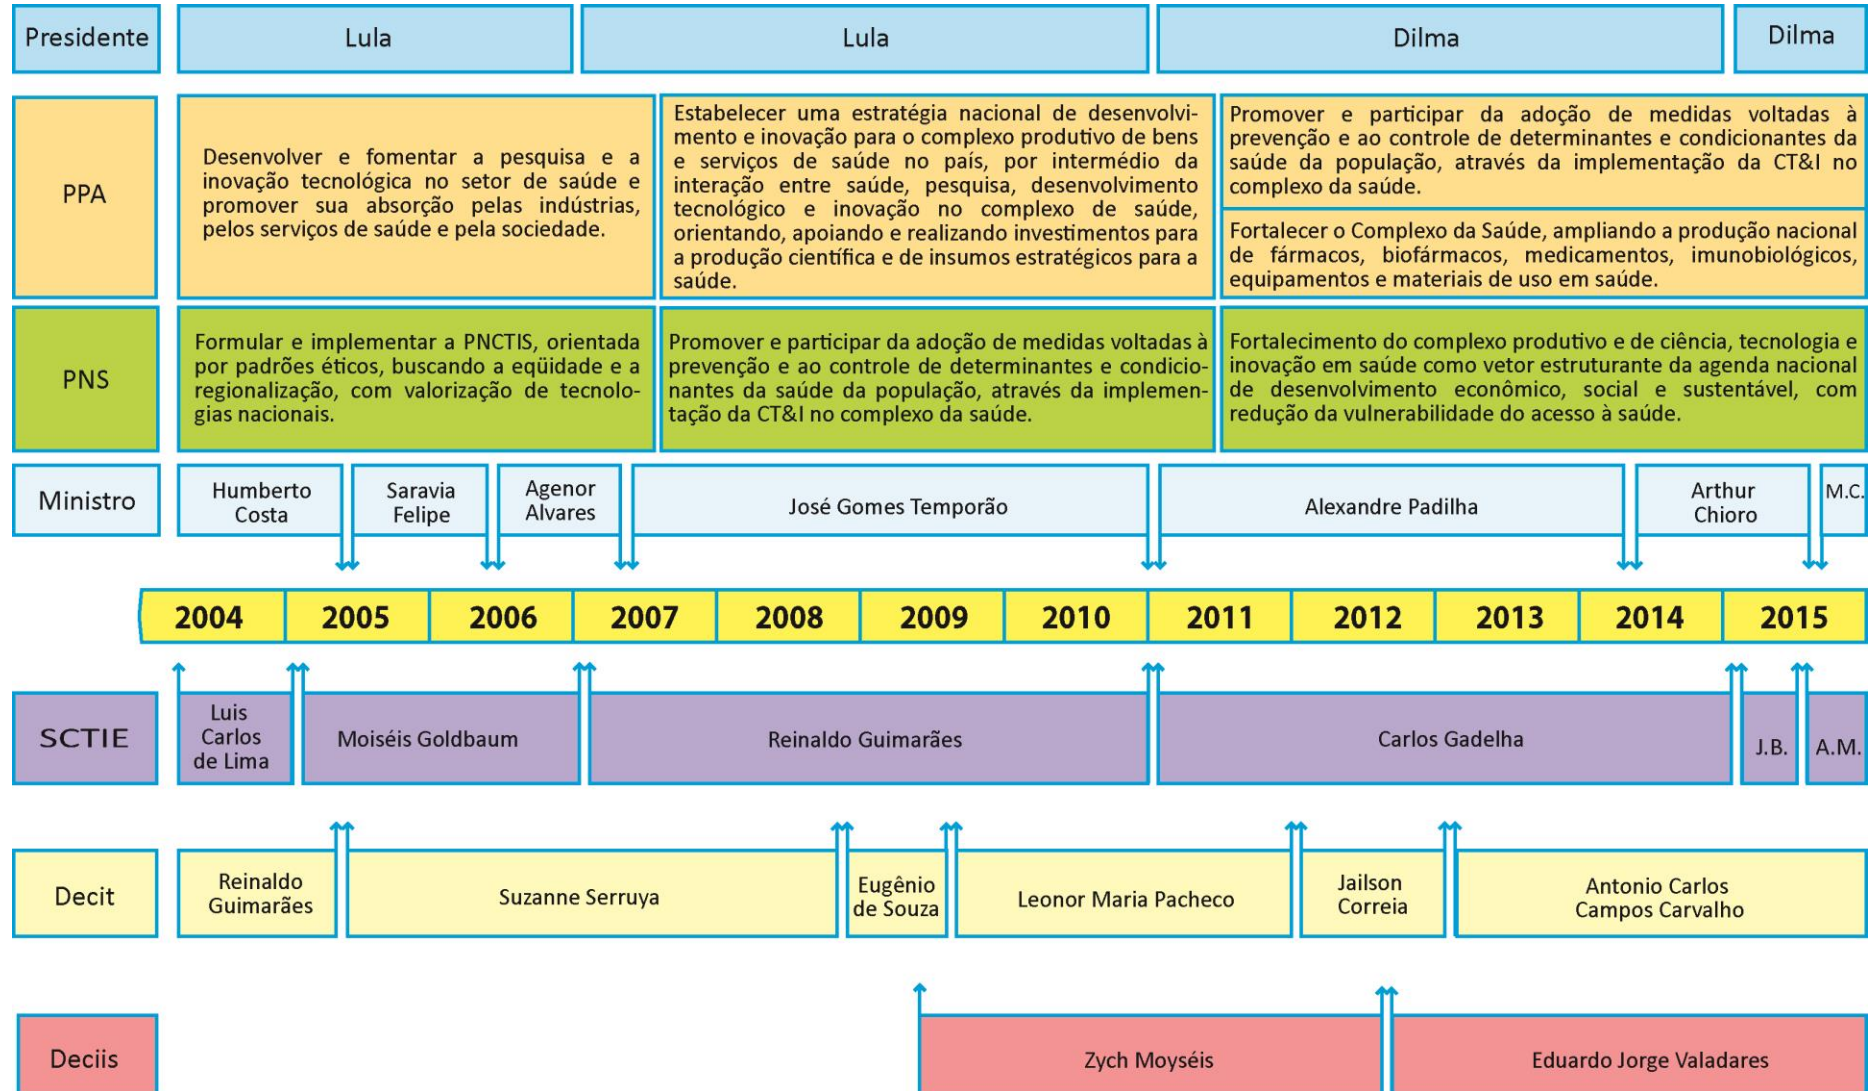 Presidente
Lula
Lula
Dilma
Dilma
PPA
Desenvolver e fomentar a pesquisa e a
inovação tecnológica no setor de saúde e
promover sua absorção pelas indústrias,
pelos serviços de saúde e pela sociedade.
Estabelecer uma estratégia nacional de desenvolvi-
mento e inovação para o complexo produtivo de bens
e serviços de saúde no país, por intermédio da
interação entre saúde, pesquisa, desenvolvimento
tecnológico e inovação no complexo de saúde,
orientando, apoiando e realizando investimentos para
a produção científica e de insumos estratégicos para a
saúde.
Promover e participar da adoção de medidas voltadas à
prevenção e ao controle de determinantes e condicionantes da
saúde da população, através da implementação da CT&I no
complexo da saúde.
Fortalecer o Complexo da Saúde, ampliando a produção nacional
de fármacos, biofármacos, medicamentos, imunobiológicos,
equipamentos e materiais de uso em saúde.
PNS
Formular e implementar a PNCTIS, orientada
por padrões éticos, buscando a eqüidade e a
regionalização, com valorização de tecnolo-
gias nacionais.
Promover e participar da adoção de medidas voltadas à
prevenção e ao controle de determinantes e condicio-
nantes da saúde da população, através da implemen-
tação da CT&I no complexo da saúde.
Fortalecimento do complexo produtivo e de ciência, tecnologia e
inovação em saúde como vetor estruturante da agenda nacional
de desenvolvimento econômico, social e sustentável, com
redução da vulnerabilidade do acesso à saúde.
Ministro
Humberto
Costa
Saravia
Felipe
Agenor
Alvares
José Gomes Temporão
Alexandre Padilha
Arthur
Chioro
M.C.
2004
2005
2006
2007
2008
2009
2010
2011
2012
2013
2014
2015
SCTIE
Luis
Carlos
de Lima
Moiséis Goldbaum
Reinaldo Guimarães
Carlos Gadelha
J.B.
A.M.
Decit
Reinaldo
Guimarães
Suzanne Serruya
Eugênio
de Souza
Leonor Maria Pacheco
Jailson
Correia
Antonio Carlos
Campos Carvalho
Deciis
Zych Moyséis
Eduardo Jorge Valadares